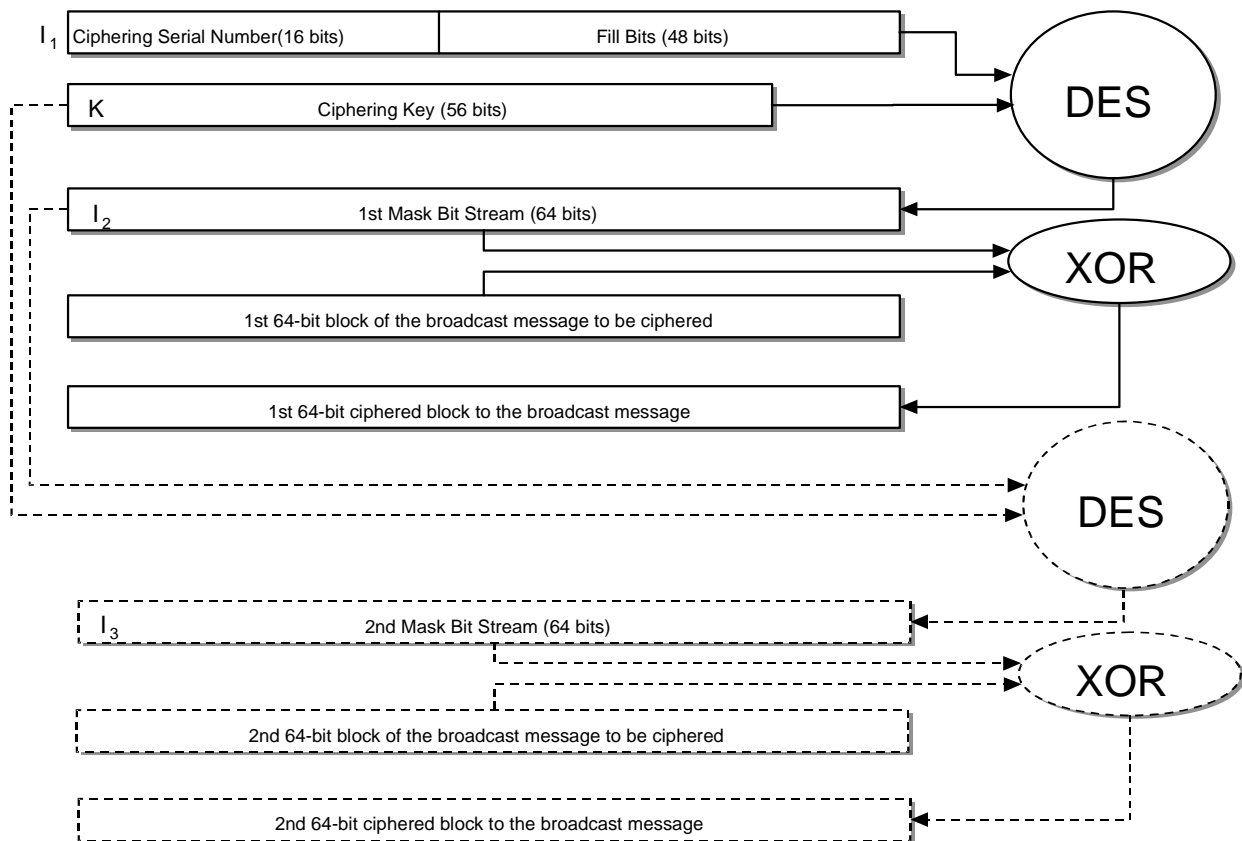 I1 Ciphering Serial Number(16 bits) Fill Bits (48 bits)
DES
K Ciphering Key (56 bits)
I2 1st Mask Bit Stream (64 bits)
XOR
1st 64-bit block of the broadcast message to be ciphered
1st 64-bit ciphered block to the broadcast message
DES
I3 2nd Mask Bit Stream (64 bits)
XOR
2nd 64-bit block of the broadcast message to be ciphered
2nd 64-bit ciphered block to the broadcast message